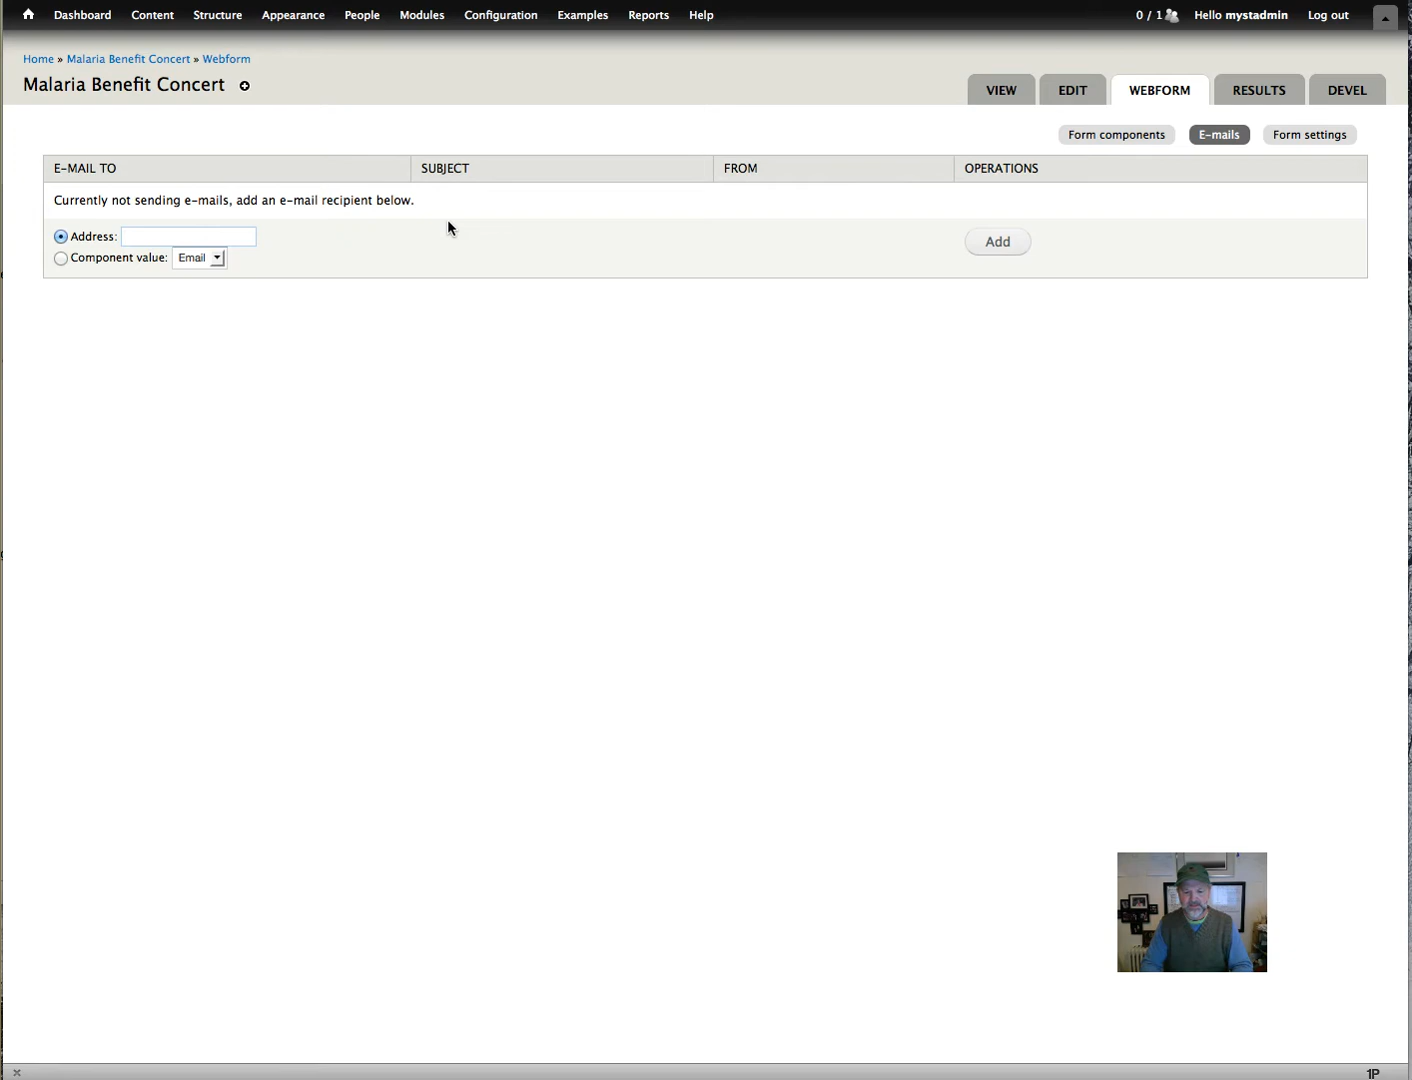 Dashboard Content Structure Appearance People Modules Configuration Examples Reports Help 0 / 1 Hello mystadmin Log out
Home » Malaria Benefit Concert » Webform
Malaria Benefit Concert
VIEW EDIT WEBFORM RESULTS DEVEL
Form components E-mails Form settings
E-MAIL TO SUBJECT FROM OPERATIONS
Currently not sending e-mails, add an e-mail recipient below.
Address: Add
Component value: Email
1P